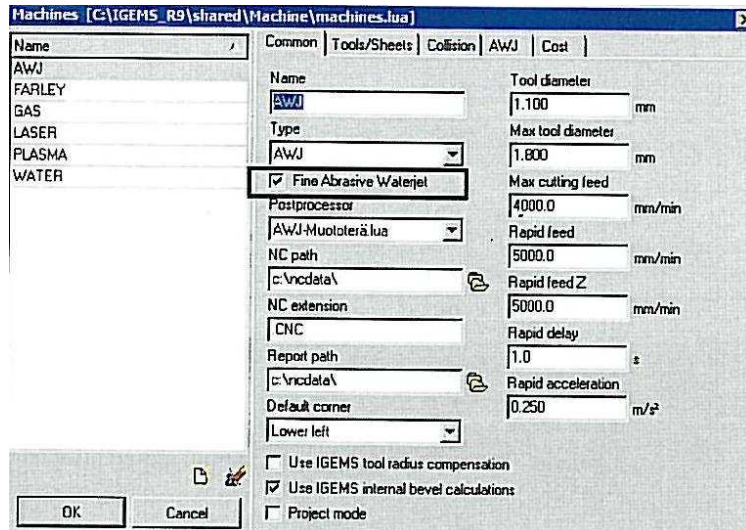 Machines [C:\IGEMS_R9\shared\Machine\machines.lua]
Name
AWJ
FARLEY
GAS
LASER
PLASMA
WATER
OK
Cancel
Common
Tools/Sheets
Collision
AWJ
Cost
Name
AWJ
Type
AWJ
Fine Abrasive Waterjet
Postprocessor
AWJ-Muototerä.lua
NC path
c:\ncdata\
NC extension
CNC
Report path
c:\ncdata\
Default corner
Lower left
Use IGEMS tool radius compensation
Use IGEMS internal bevel calculations
Project mode
Tool diameter
1.100 mm
Max tool diameter
1.800 mm
Max cutting feed
4000.0 mm/min
Rapid feed
5000.0 mm/min
Rapid feed Z
5000.0 mm/min
Rapid delay
1.0 s
Rapid acceleration
0.250 m/s²